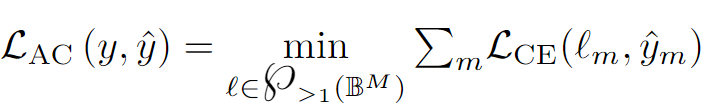 $\mathcal{L}_{\mathrm{AC}}(y, \hat{y}) = \min_{\ell \in \wp_{>1}(\mathbb{B}^M)} \sum_m \mathcal{L}_{\mathrm{CE}}(\ell_m, \hat{y}_m)$